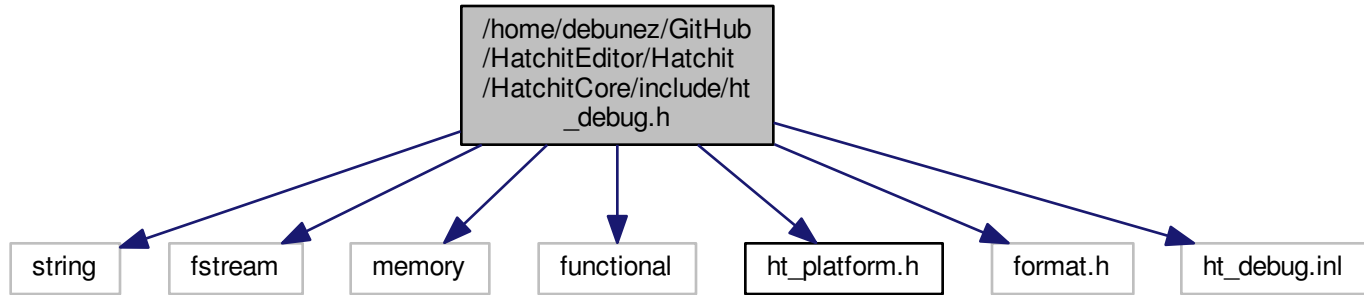 /home/debunez/GitHub
/HatchitEditor/Hatchit
/HatchitCore/include/ht
_debug.h
string
fstream
memory
functional
ht_platform.h
format.h
ht_debug.inl